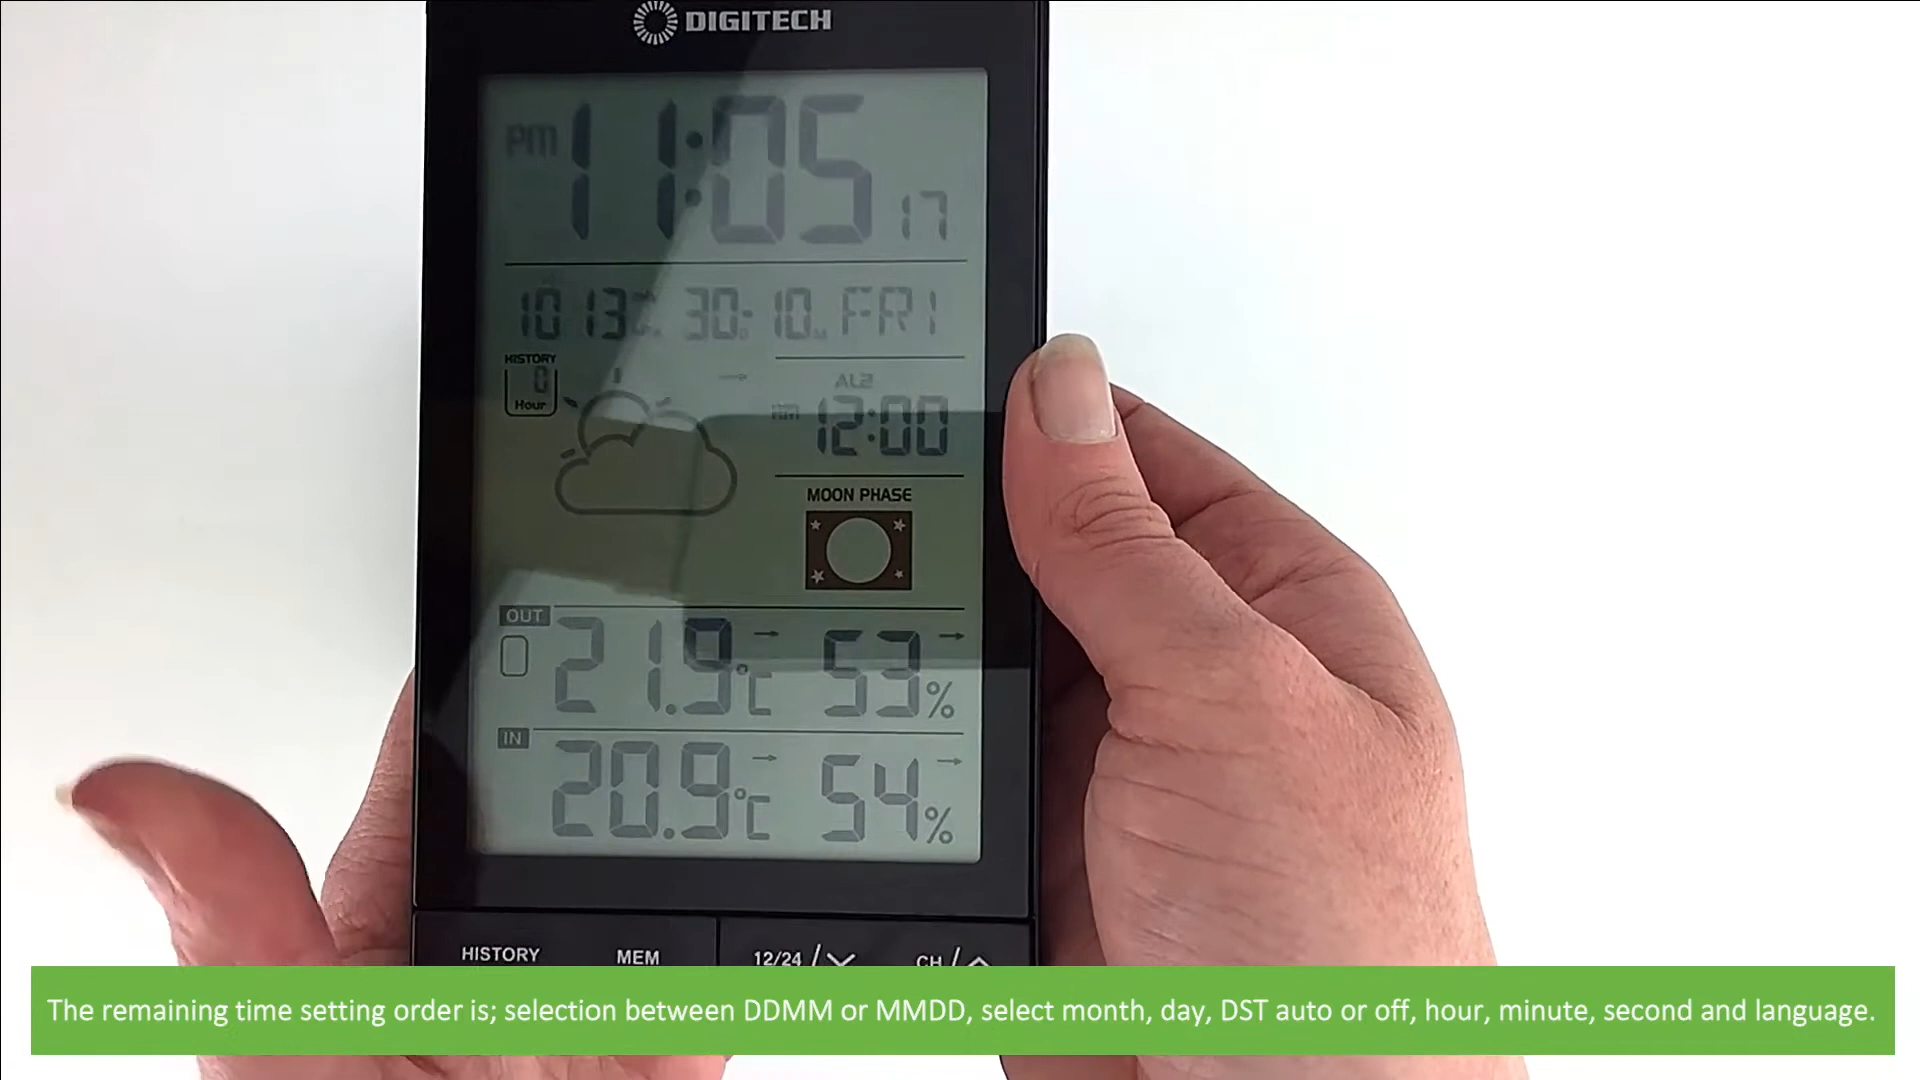 DIGITECH
PM 11:05 17
1013 30 10 FRI
HISTORY
0
Hour
AL2
12:00
MOON PHASE
OUT
21.9°C 53%
IN
20.9°C 54%
HISTORY MEM 12/24 / CH /
The remaining time setting order is; selection between DDMM or MMDD, select month, day, DST auto or off, hour, minute, second and language.